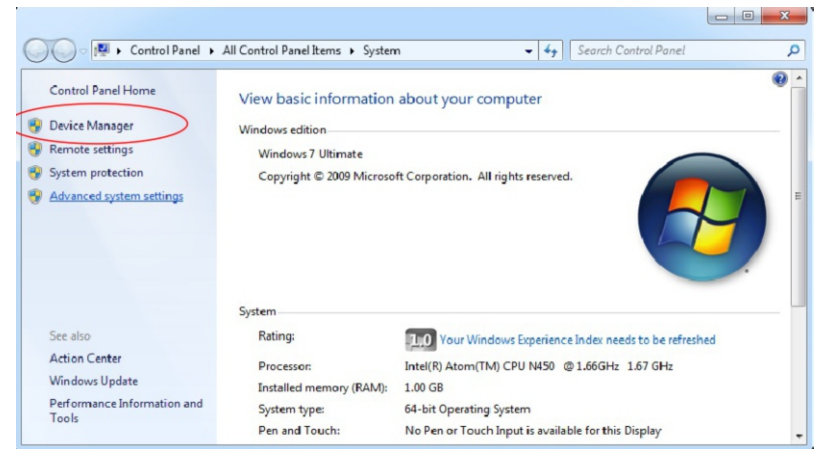 Control Panel ▸ All Control Panel Items ▸ System
Search Control Panel
Control Panel Home
Device Manager
Remote settings
System protection
Advanced system settings
See also
Action Center
Windows Update
Performance Information and
Tools
View basic information about your computer
Windows edition
Windows 7 Ultimate
Copyright © 2009 Microsoft Corporation. All rights reserved.
System
Rating:
1.0 Your Windows Experience Index needs to be refreshed
Processor:
Intel(R) Atom(TM) CPU N450 @ 1.66GHz 1.67 GHz
Installed memory (RAM):
1.00 GB
System type:
64-bit Operating System
Pen and Touch:
No Pen or Touch Input is available for this Display